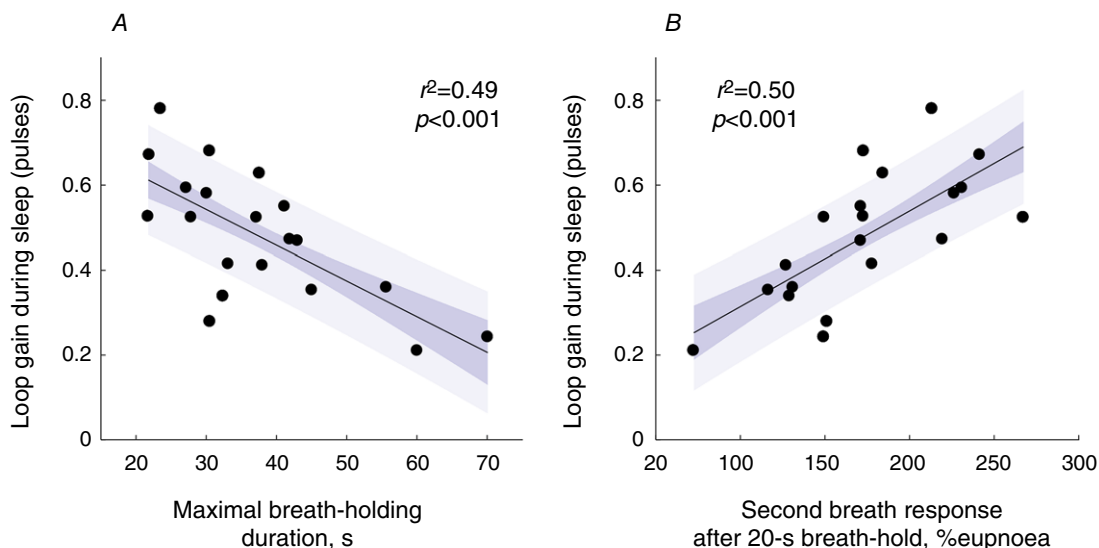 A
B
r²=0.49
p<0.001
r²=0.50
p<0.001
Loop gain during sleep (pulses)
0.8
0.6
0.4
0.2
0
20 30 40 50 60 70
Maximal breath-holding
duration, s
Loop gain during sleep (pulses)
0.8
0.6
0.4
0.2
0
20 100 150 200 250 300
Second breath response
after 20-s breath-hold, %eupnoea